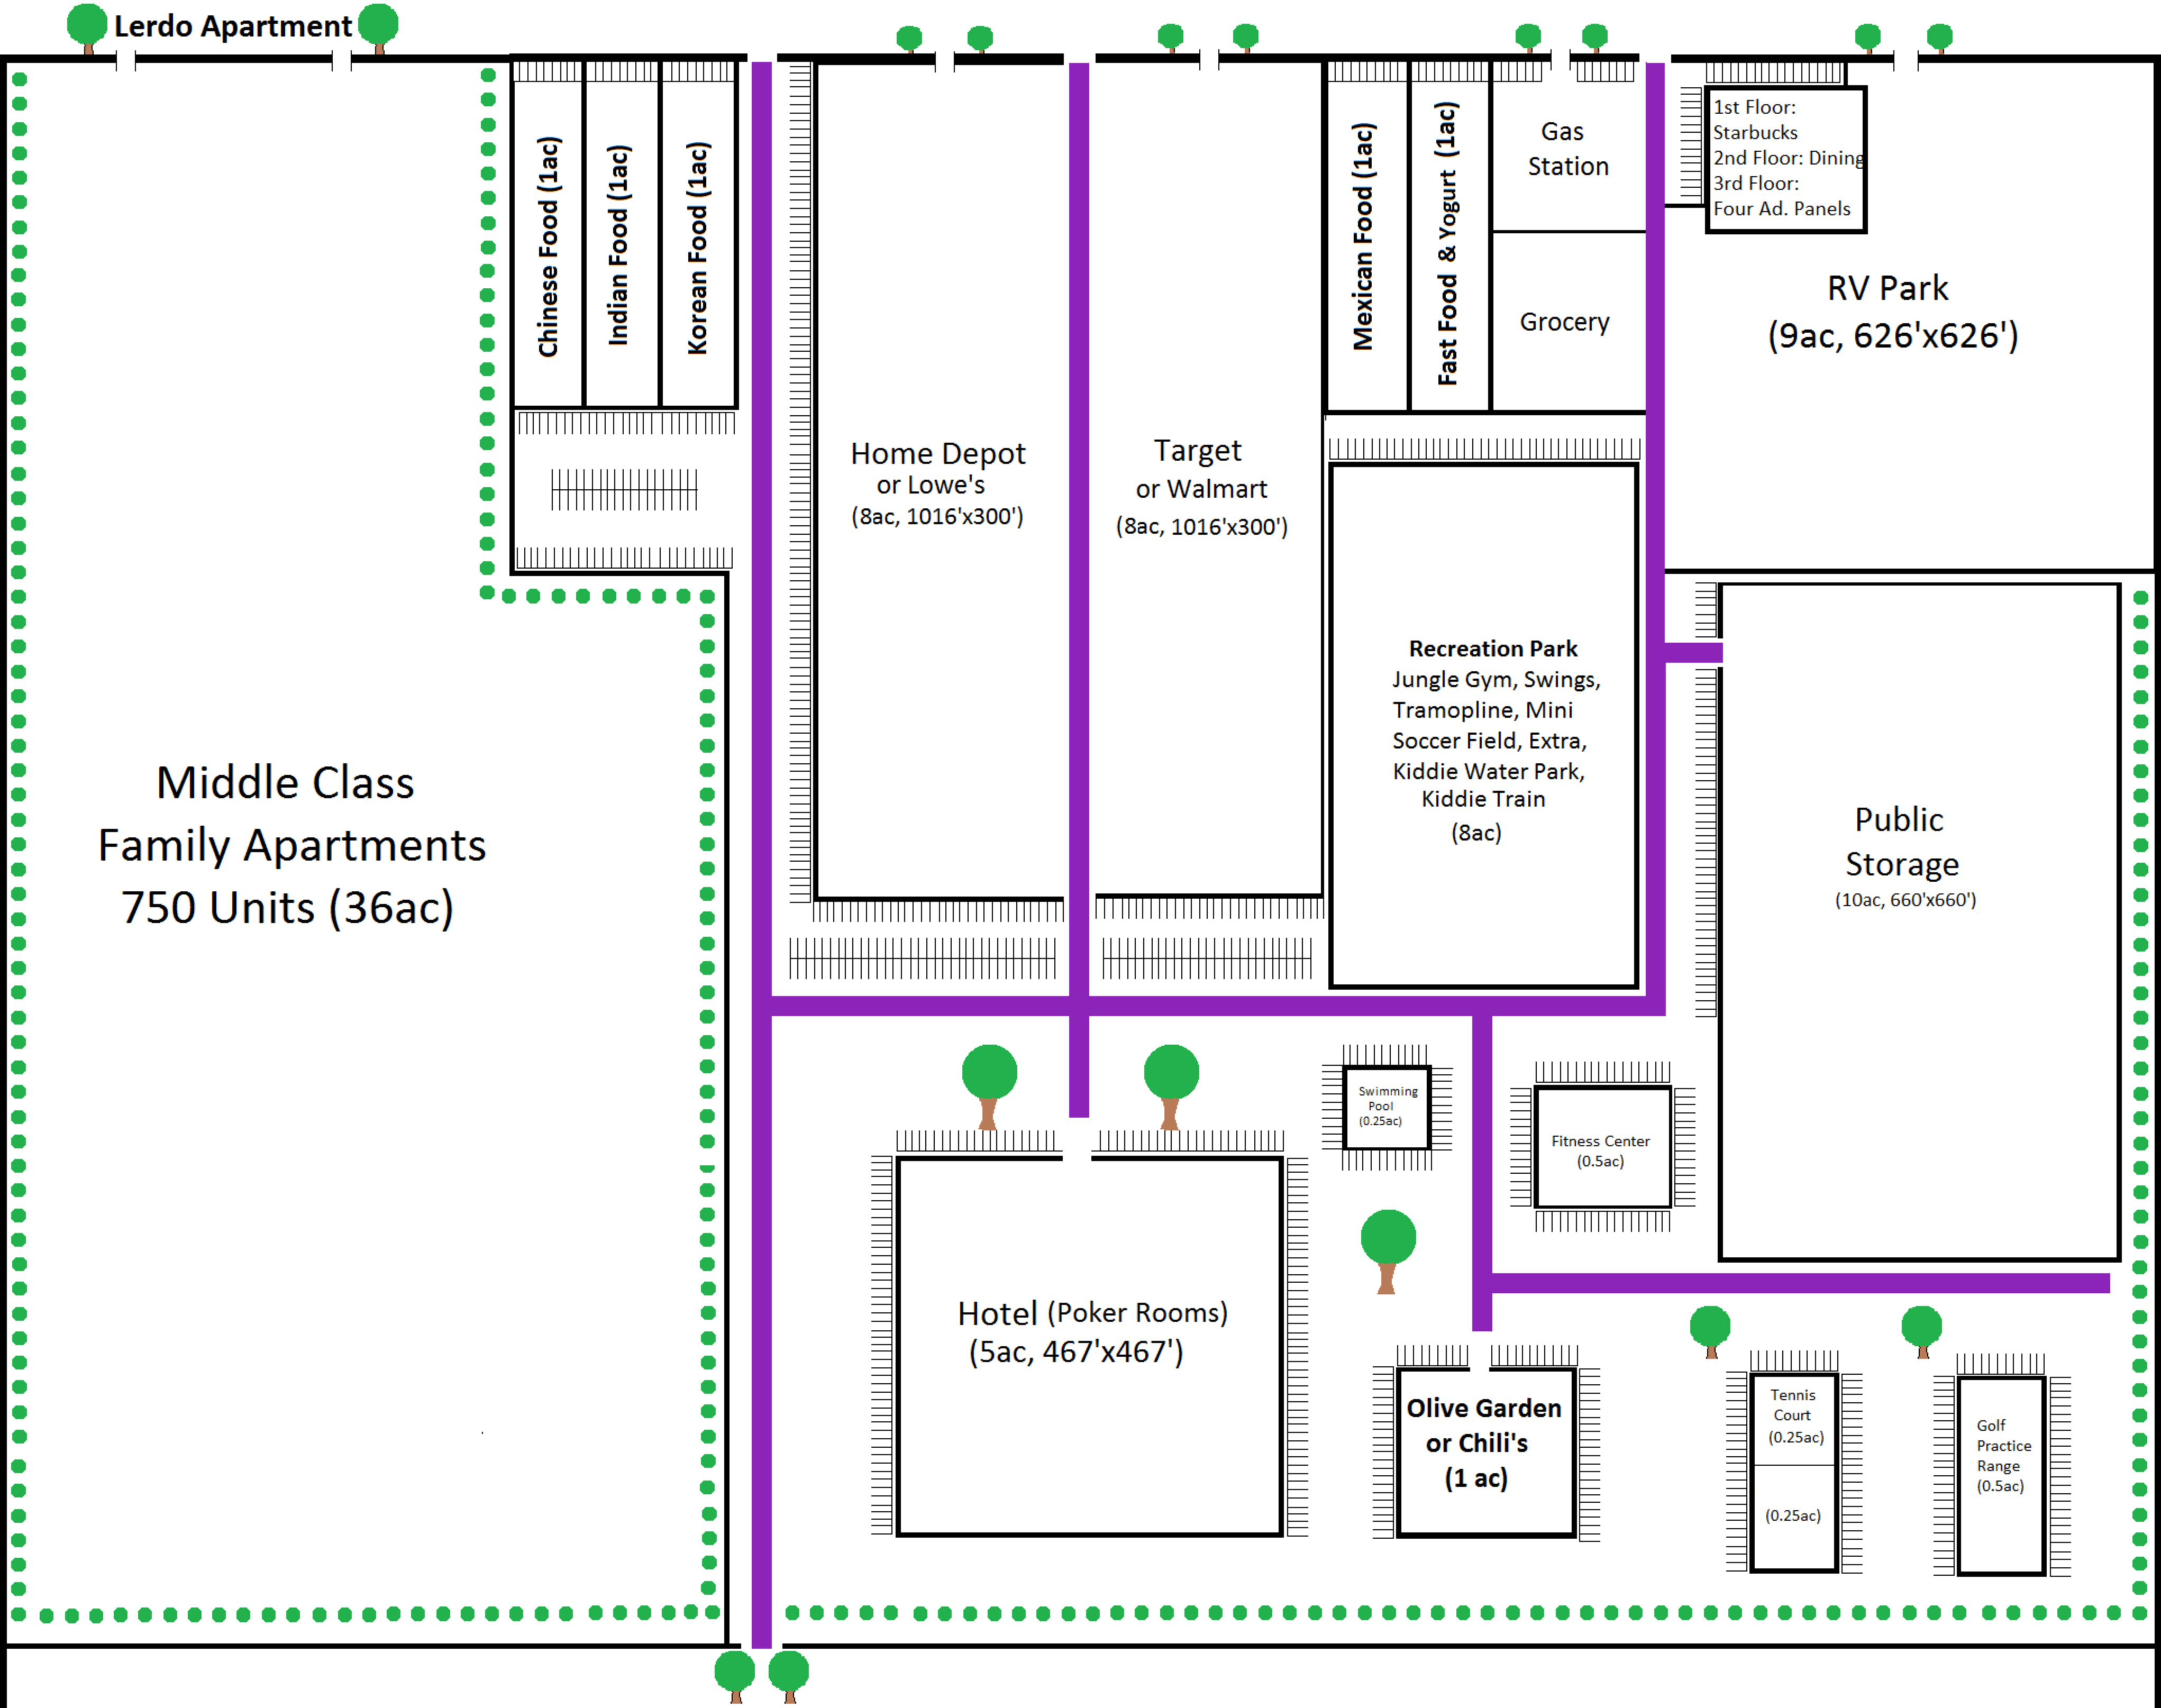 Lerdo Apartment
Chinese Food (1ac)
Indian Food (1ac)
Korean Food (1ac)
Home Depot
or Lowe's
(8ac, 1016'x300')
Target
or Walmart
(8ac, 1016'x300')
Mexican Food (1ac)
Fast Food & Yogurt (1ac)
Gas
Station
Grocery
1st Floor:
Starbucks
2nd Floor: Dining
3rd Floor:
Four Ad. Panels
RV Park
(9ac, 626'x626')
Recreation Park
Jungle Gym, Swings,
Tramopline, Mini
Soccer Field, Extra,
Kiddie Water Park,
Kiddie Train
(8ac)
Middle Class
Family Apartments
750 Units (36ac)
Public
Storage
(10ac, 660'x660')
Swimming
Pool
(0.25ac)
Fitness Center
(0.5ac)
Hotel (Poker Rooms)
(5ac, 467'x467')
Olive Garden
or Chili's
(1 ac)
Tennis
Court
(0.25ac)
(0.25ac)
Golf
Practice
Range
(0.5ac)